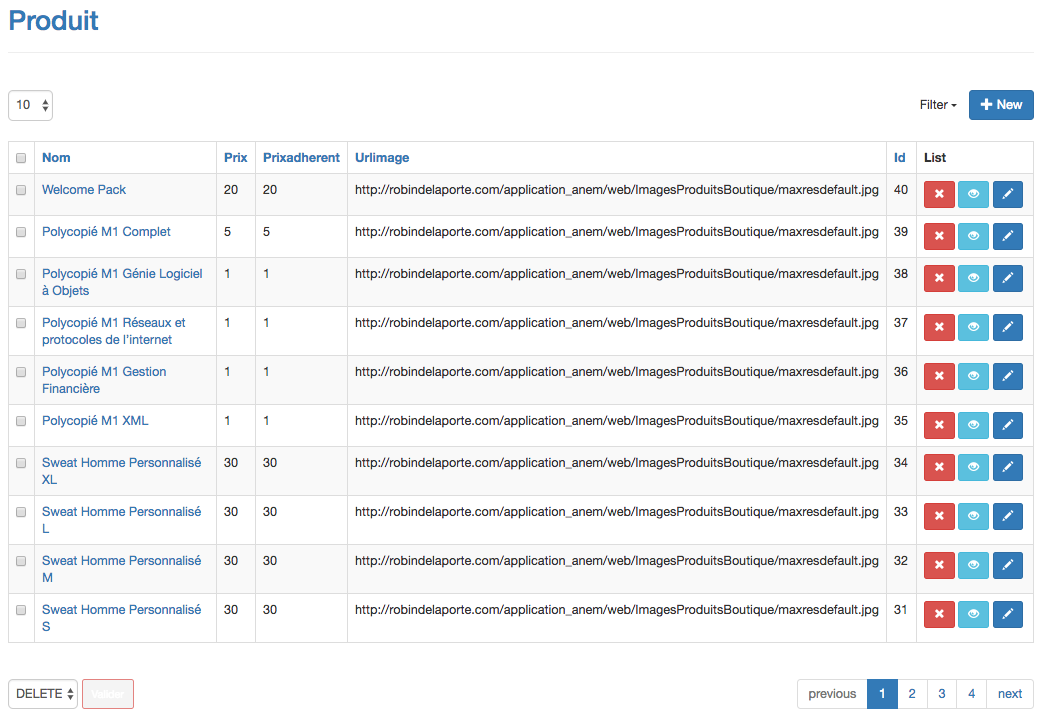 Produit
10
Filter
New
Nom Prix Prixadherent Urlimage Id List
Welcome Pack 20 20 http://robindelaporte.com/application_anem/web/ImagesProduitsBoutique/maxresdefault.jpg 40
Polycopié M1 Complet 5 5 http://robindelaporte.com/application_anem/web/ImagesProduitsBoutique/maxresdefault.jpg 39
Polycopié M1 Génie Logiciel 1 1 http://robindelaporte.com/application_anem/web/ImagesProduitsBoutique/maxresdefault.jpg 38
à Objets
Polycopié M1 Réseaux et 1 1 http://robindelaporte.com/application_anem/web/ImagesProduitsBoutique/maxresdefault.jpg 37
protocoles de l'internet
Polycopié M1 Gestion 1 1 http://robindelaporte.com/application_anem/web/ImagesProduitsBoutique/maxresdefault.jpg 36
Financière
Polycopié M1 XML 1 1 http://robindelaporte.com/application_anem/web/ImagesProduitsBoutique/maxresdefault.jpg 35
Sweat Homme Personnalisé 30 30 http://robindelaporte.com/application_anem/web/ImagesProduitsBoutique/maxresdefault.jpg 34
XL
Sweat Homme Personnalisé 30 30 http://robindelaporte.com/application_anem/web/ImagesProduitsBoutique/maxresdefault.jpg 33
L
Sweat Homme Personnalisé 30 30 http://robindelaporte.com/application_anem/web/ImagesProduitsBoutique/maxresdefault.jpg 32
M
Sweat Homme Personnalisé 30 30 http://robindelaporte.com/application_anem/web/ImagesProduitsBoutique/maxresdefault.jpg 31
S
DELETE Valider
previous 1 2 3 4 next